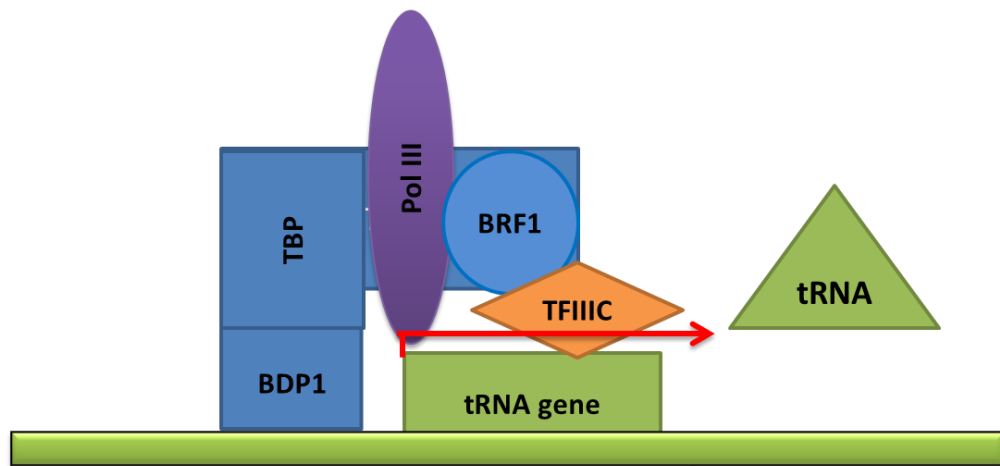 Pol III
TBP
BRF1
TFIIIC
tRNA
BDP1
tRNA gene